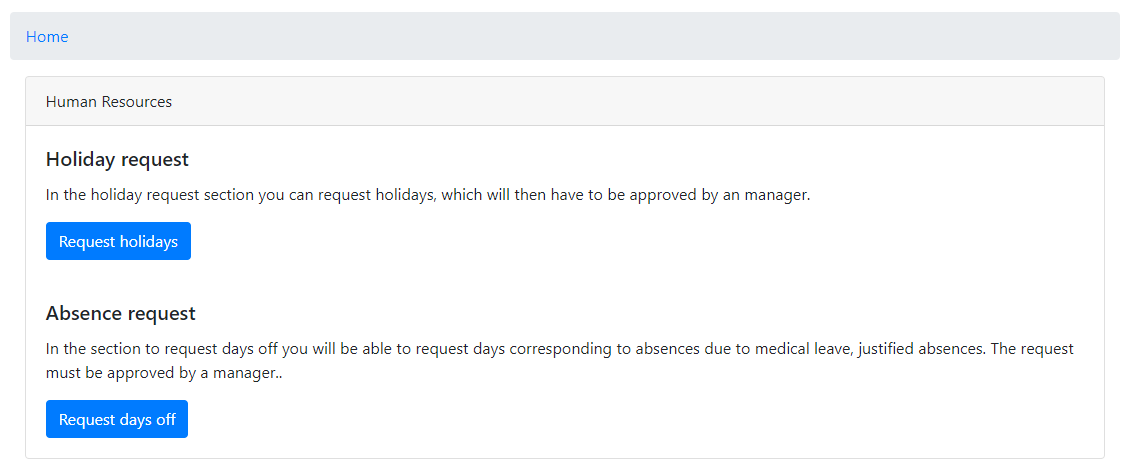 Home
Human Resources
Holiday request
In the holiday request section you can request holidays, which will then have to be approved by an manager.
Request holidays
Absence request
In the section to request days off you will be able to request days corresponding to absences due to medical leave, justified absences. The request
must be approved by a manager..
Request days off